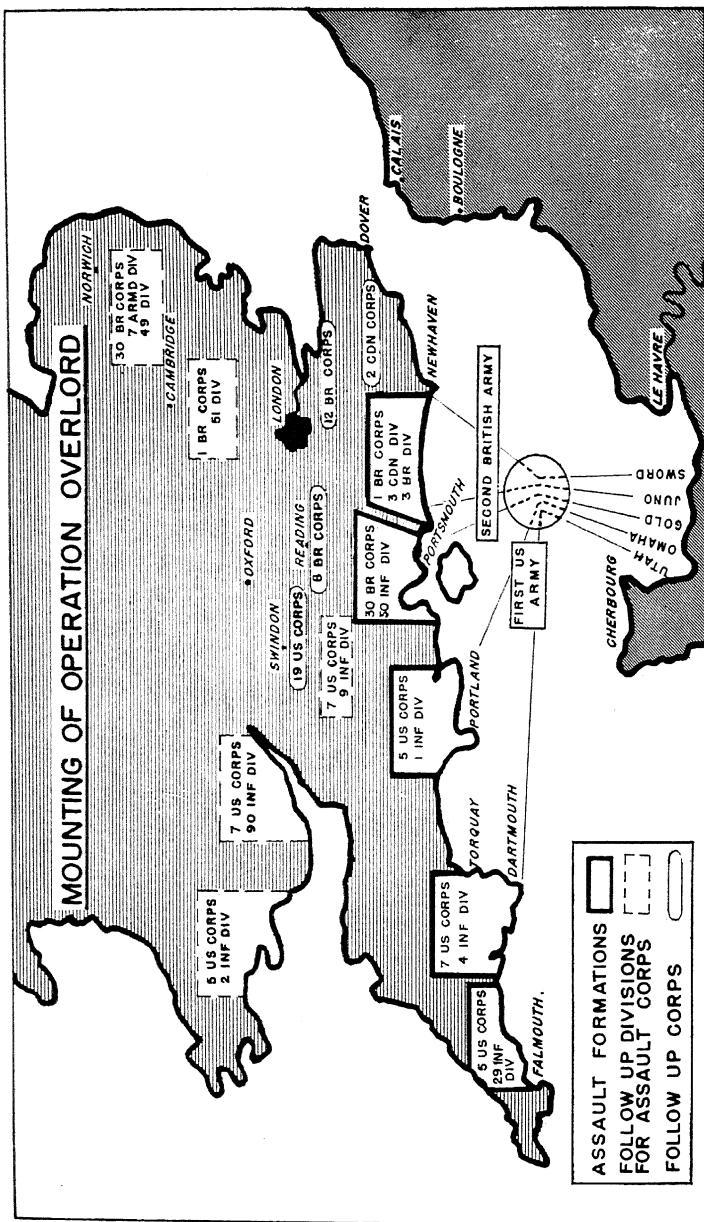 MOUNTING OF OPERATION OVERLORD
NORWICH
30 BR CORPS
7 ARMD DIV
49 DIV
CAMBRIDGE
1 BR CORPS
51 DIV
OXFORD
LONDON
12 BR CORPS
2 CDN CORPS
DOVER
CALAIS
BOULOGNE
READING
8 BR CORPS
SWINDON
19 US CORPS
7 US CORPS
9 INF DIV
7 US CORPS
90 INF DIV
5 US CORPS
2 INF DIV
1 BR CORPS
3 CDN DIV
3 BR DIV
NEWHAVEN
30 BR CORPS
50 INF DIV
PORTSMOUTH
5 US CORPS
1 INF DIV
PORTLAND
TORQUAY
7 US CORPS
4 INF DIV
DARTMOUTH
5 US CORPS
29 INF
DIV
FALMOUTH.
SECOND BRITISH ARMY
FIRST US
ARMY
UTAH
OMAHA
GOLD
JUNO
SWORD
CHERBOURG
LE HAVRE
ASSAULT FORMATIONS
FOLLOW UP DIVISIONS
FOR ASSAULT CORPS
FOLLOW UP CORPS